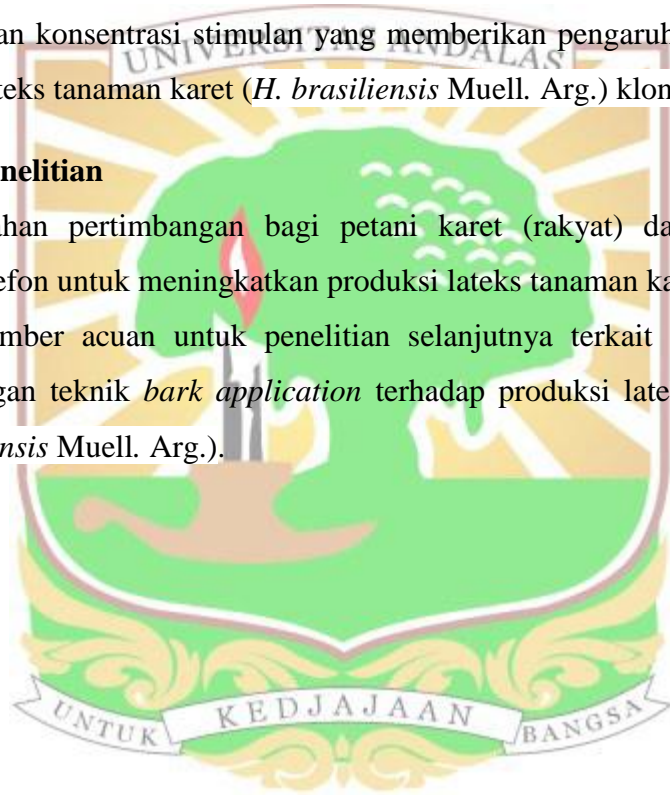 an konsentrasi stimulan yang memberikan pengaruh
UNIVERSITAS ANDALAS
teks tanaman karet (H. brasiliensis Muell. Arg.) klon
nelitian
ahan pertimbangan bagi petani karet (rakyat) da
efon untuk meningkatkan produksi lateks tanaman ka
mber acuan untuk penelitian selanjutnya terkait
gan teknik bark application terhadap produksi late
ensis Muell. Arg.).
UNTUK KEDJAJAAN BANGSA